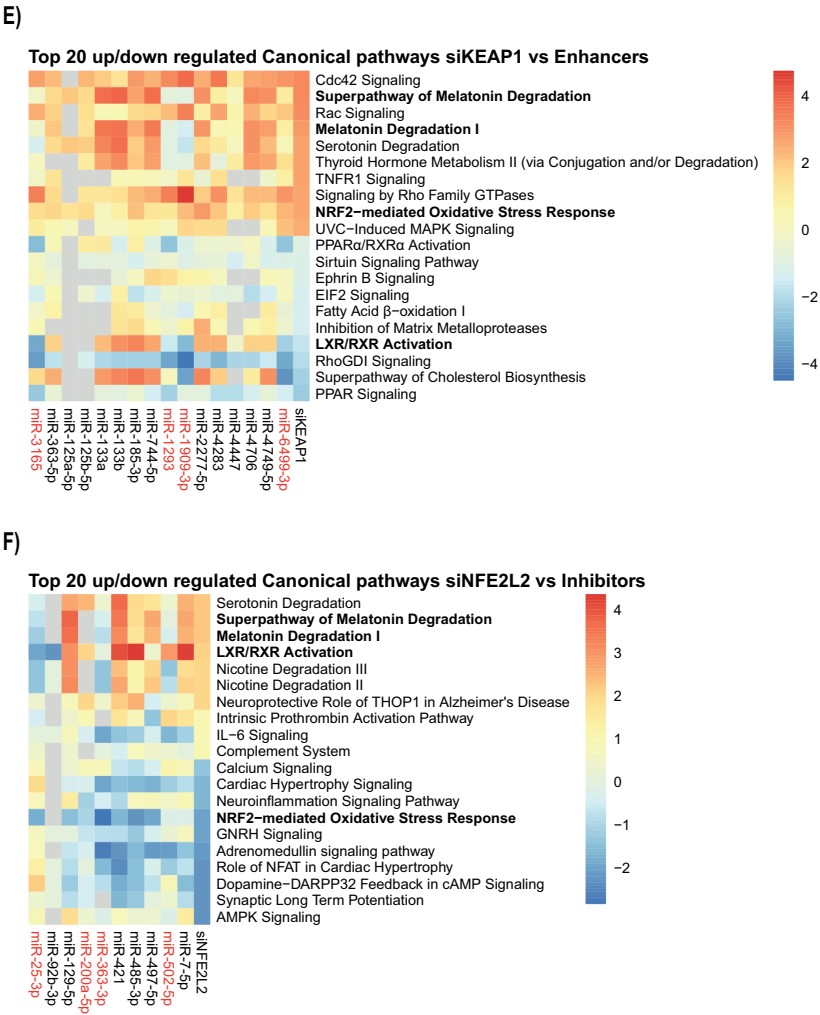 E)
Top 20 up/down regulated Canonical pathways siKEAP1 vs Enhancers
Cdc42 Signaling
Superpathway of Melatonin Degradation
Rac Signaling
Melatonin Degradation I
Serotonin Degradation
Thyroid Hormone Metabolism II (via Conjugation and/or Degradation)
TNFR1 Signaling
Signaling by Rho Family GTPases
NRF2−mediated Oxidative Stress Response
UVC−Induced MAPK Signaling
PPARα/RXRα Activation
Sirtuin Signaling Pathway
Ephrin B Signaling
EIF2 Signaling
Fatty Acid β−oxidation I
Inhibition of Matrix Metalloproteases
LXR/RXR Activation
RhoGDI Signaling
Superpathway of Cholesterol Biosynthesis
PPAR Signaling
4
2
0
−2
−4
miR-3165
miR-363-5p
miR-125a-5p
miR-125b-5p
miR-133a
miR-133b
miR-185-3p
miR-744-5p
miR-1293
miR-1909-3p
miR-2277-5p
miR-4283
miR-4447
miR-4706
miR-4749-5p
miR-6499-3p
siKEAP1
F)
Top 20 up/down regulated Canonical pathways siNFE2L2 vs Inhibitors
Serotonin Degradation
Superpathway of Melatonin Degradation
Melatonin Degradation I
LXR/RXR Activation
Nicotine Degradation III
Nicotine Degradation II
Neuroprotective Role of THOP1 in Alzheimer's Disease
Intrinsic Prothrombin Activation Pathway
IL−6 Signaling
Complement System
Calcium Signaling
Cardiac Hypertrophy Signaling
Neuroinflammation Signaling Pathway
NRF2−mediated Oxidative Stress Response
GNRH Signaling
Adrenomedullin signaling pathway
Role of NFAT in Cardiac Hypertrophy
Dopamine−DARPP32 Feedback in cAMP Signaling
Synaptic Long Term Potentiation
AMPK Signaling
4
3
2
1
0
−1
−2
miR-25-3p
miR-92b-3p
miR-129-5p
miR-200a-5p
miR-363-3p
miR-421
miR-485-3p
miR-497-5p
miR-502-5p
miR-7-5p
siNFE2L2